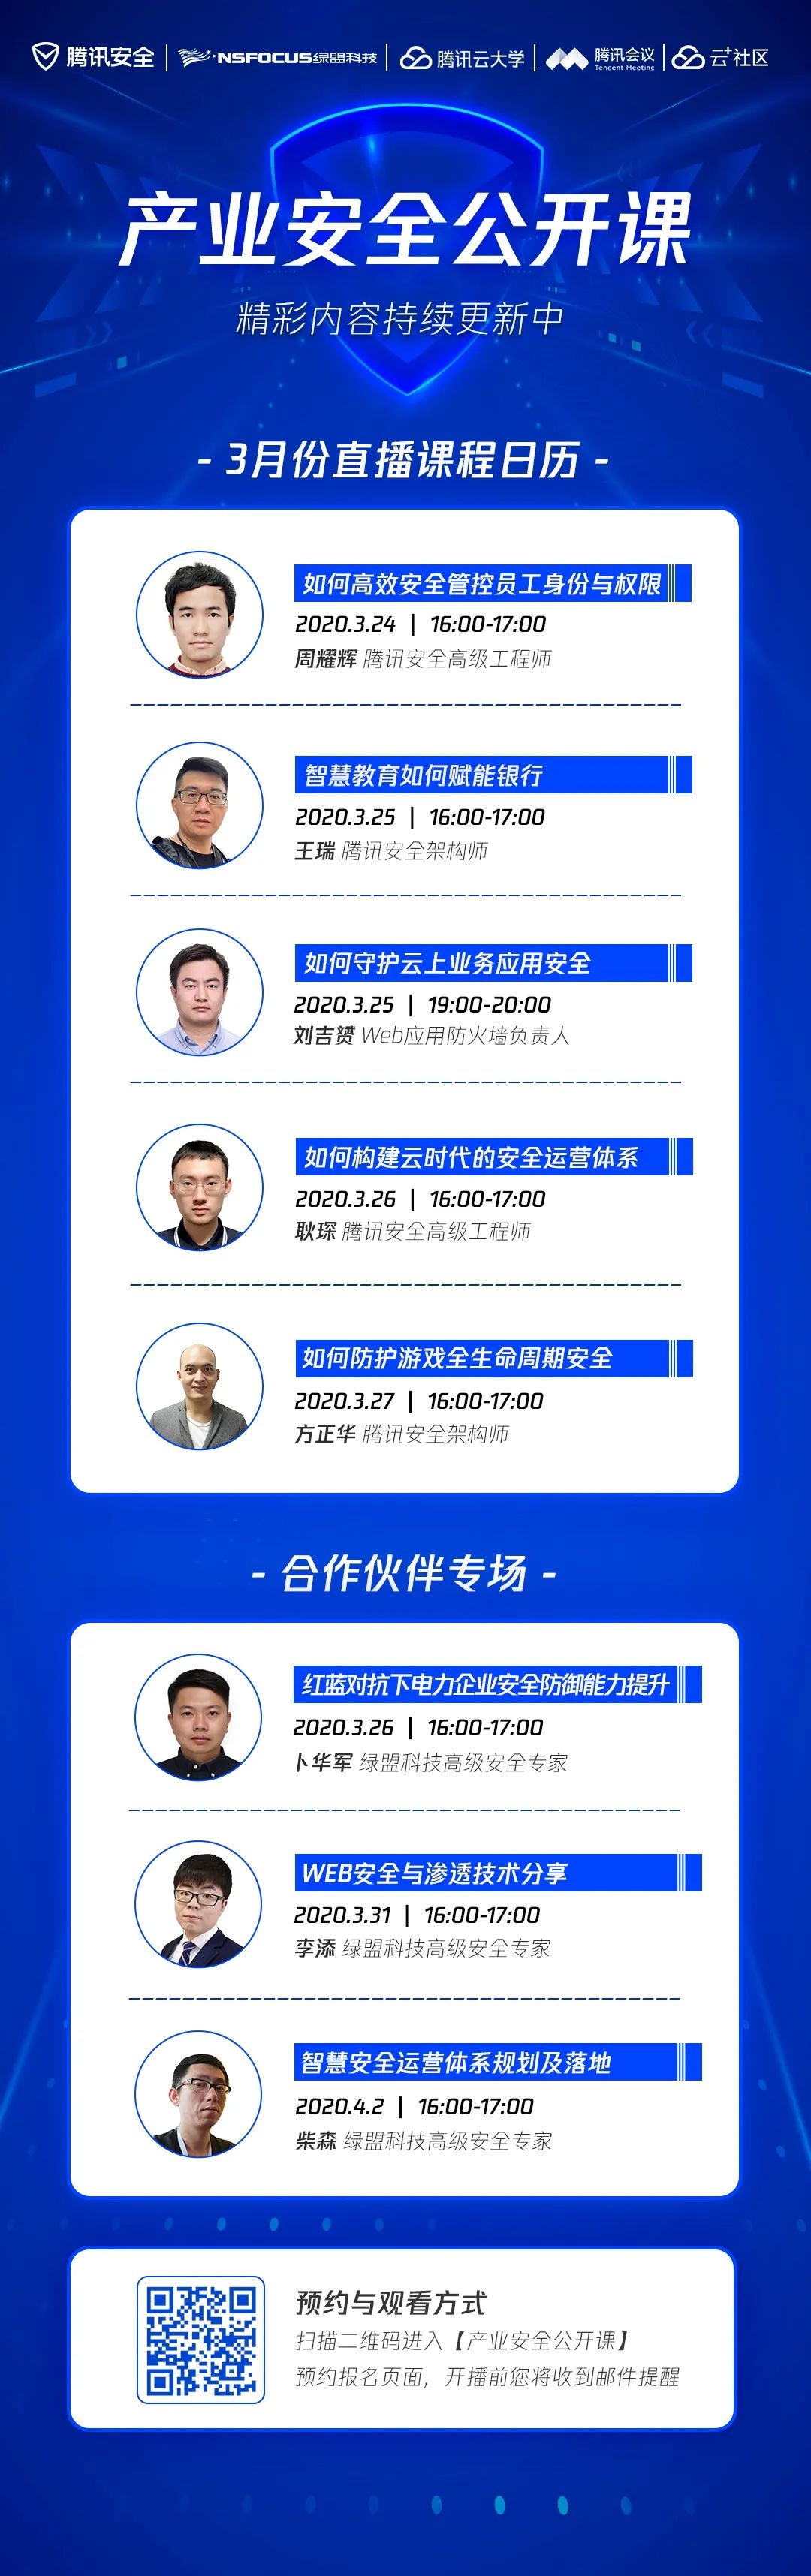 腾讯安全 | NSFOCUS绿盟科技 | 腾讯云大学 | 腾讯会议 Tencent Meeting | 云+社区
产业安全公开课
精彩内容持续更新中
- 3月份直播课程日历 -
如何高效安全管控员工身份与权限
2020.3.24 | 16:00-17:00
周耀辉 腾讯安全高级工程师
智慧教育如何赋能银行
2020.3.25 | 16:00-17:00
王瑞 腾讯安全架构师
如何守护云上业务应用安全
2020.3.25 | 19:00-20:00
刘吉赟 Web应用防火墙负责人
如何构建云时代的安全运营体系
2020.3.26 | 16:00-17:00
耿琛 腾讯安全高级工程师
如何防护游戏全生命周期安全
2020.3.27 | 16:00-17:00
方正华 腾讯安全架构师
- 合作伙伴专场 -
红蓝对抗下电力企业安全防御能力提升
2020.3.26 | 16:00-17:00
卜华军 绿盟科技高级安全专家
WEB安全与渗透技术分享
2020.3.31 | 16:00-17:00
李添 绿盟科技高级安全专家
智慧安全运营体系规划及落地
2020.4.2 | 16:00-17:00
柴森 绿盟科技高级安全专家
预约与观看方式
扫描二维码进入【产业安全公开课】
预约报名页面，开播前您将收到邮件提醒